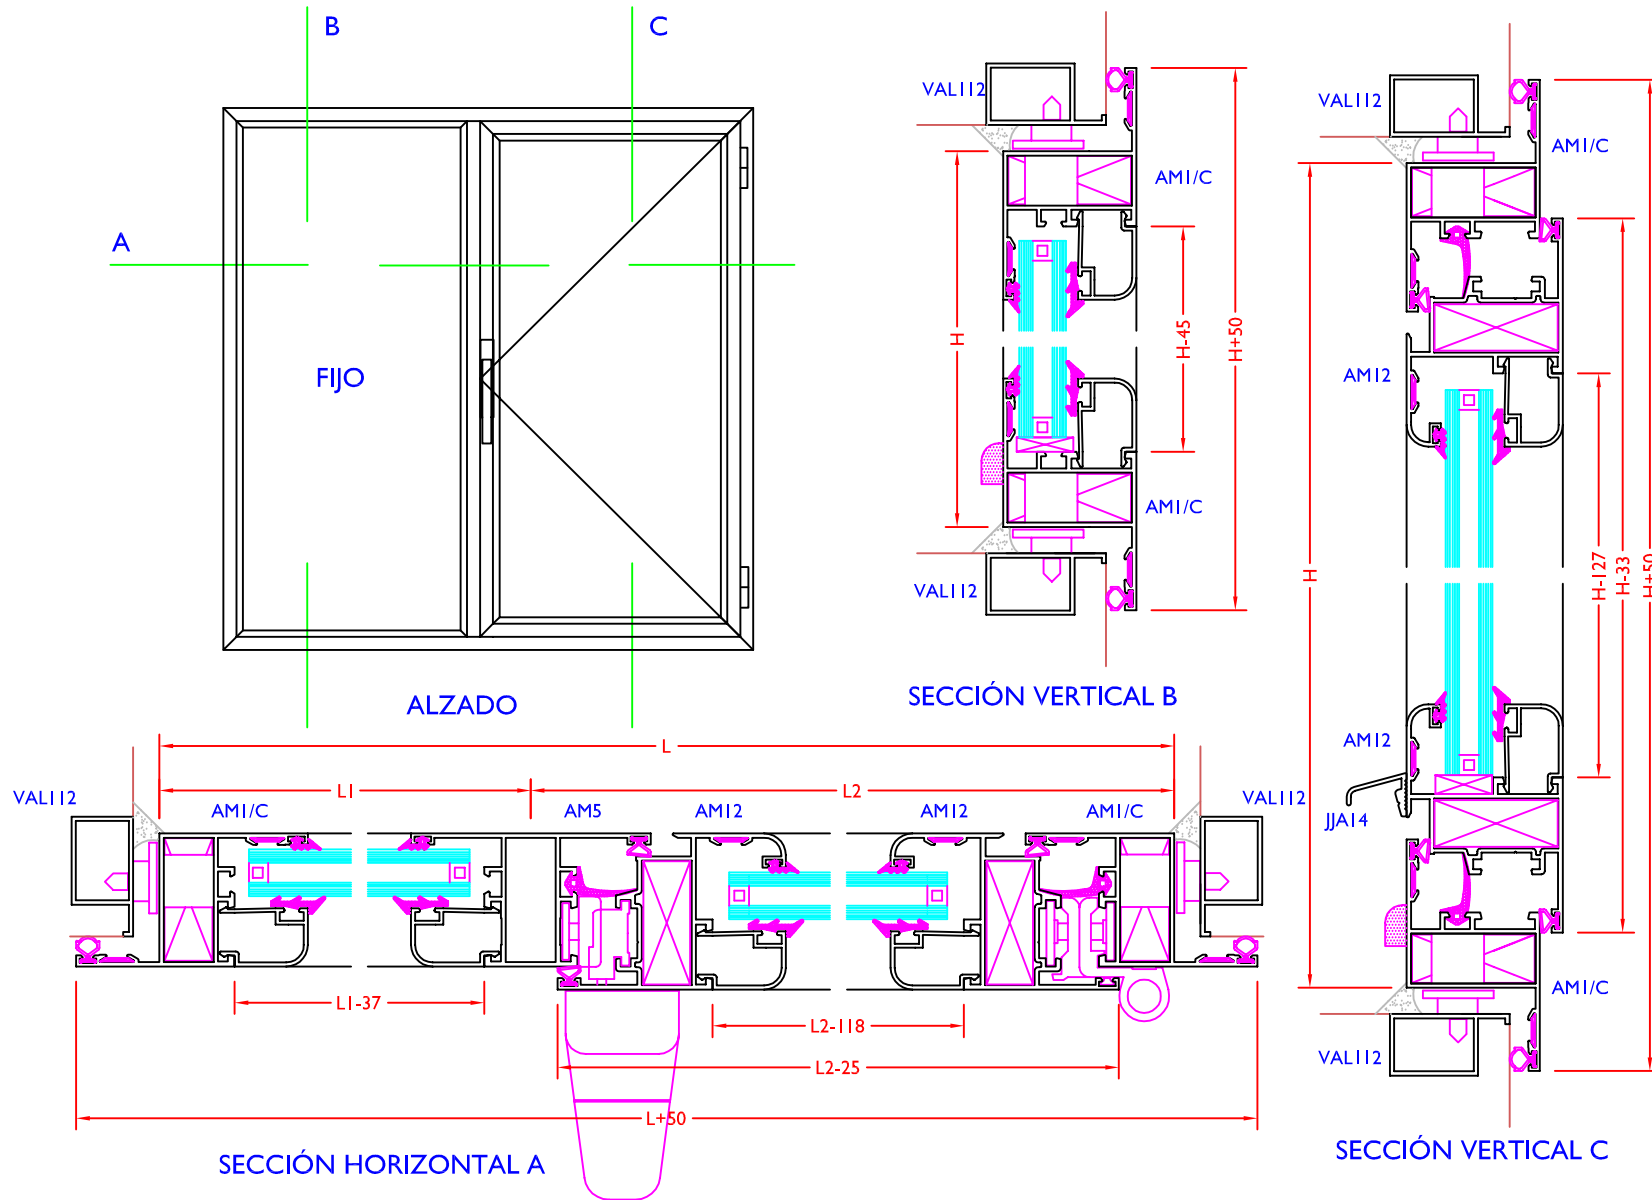 B
C
A
FIJO
ALZADO
VAL112
AM1/C
H
H-45
H+50
AM1/C
VAL112
SECCIÓN VERTICAL B
VAL112
AM1/C
AM12
H
H-127
H-33
H+50
AM12
JJA14
AM1/C
VAL112
SECCIÓN VERTICAL C
L
L1
L2
VAL112
AM1/C
AM5
AM12
AM12
AM1/C
VAL112
L1-37
L2-118
L2-25
L+50
SECCIÓN HORIZONTAL A